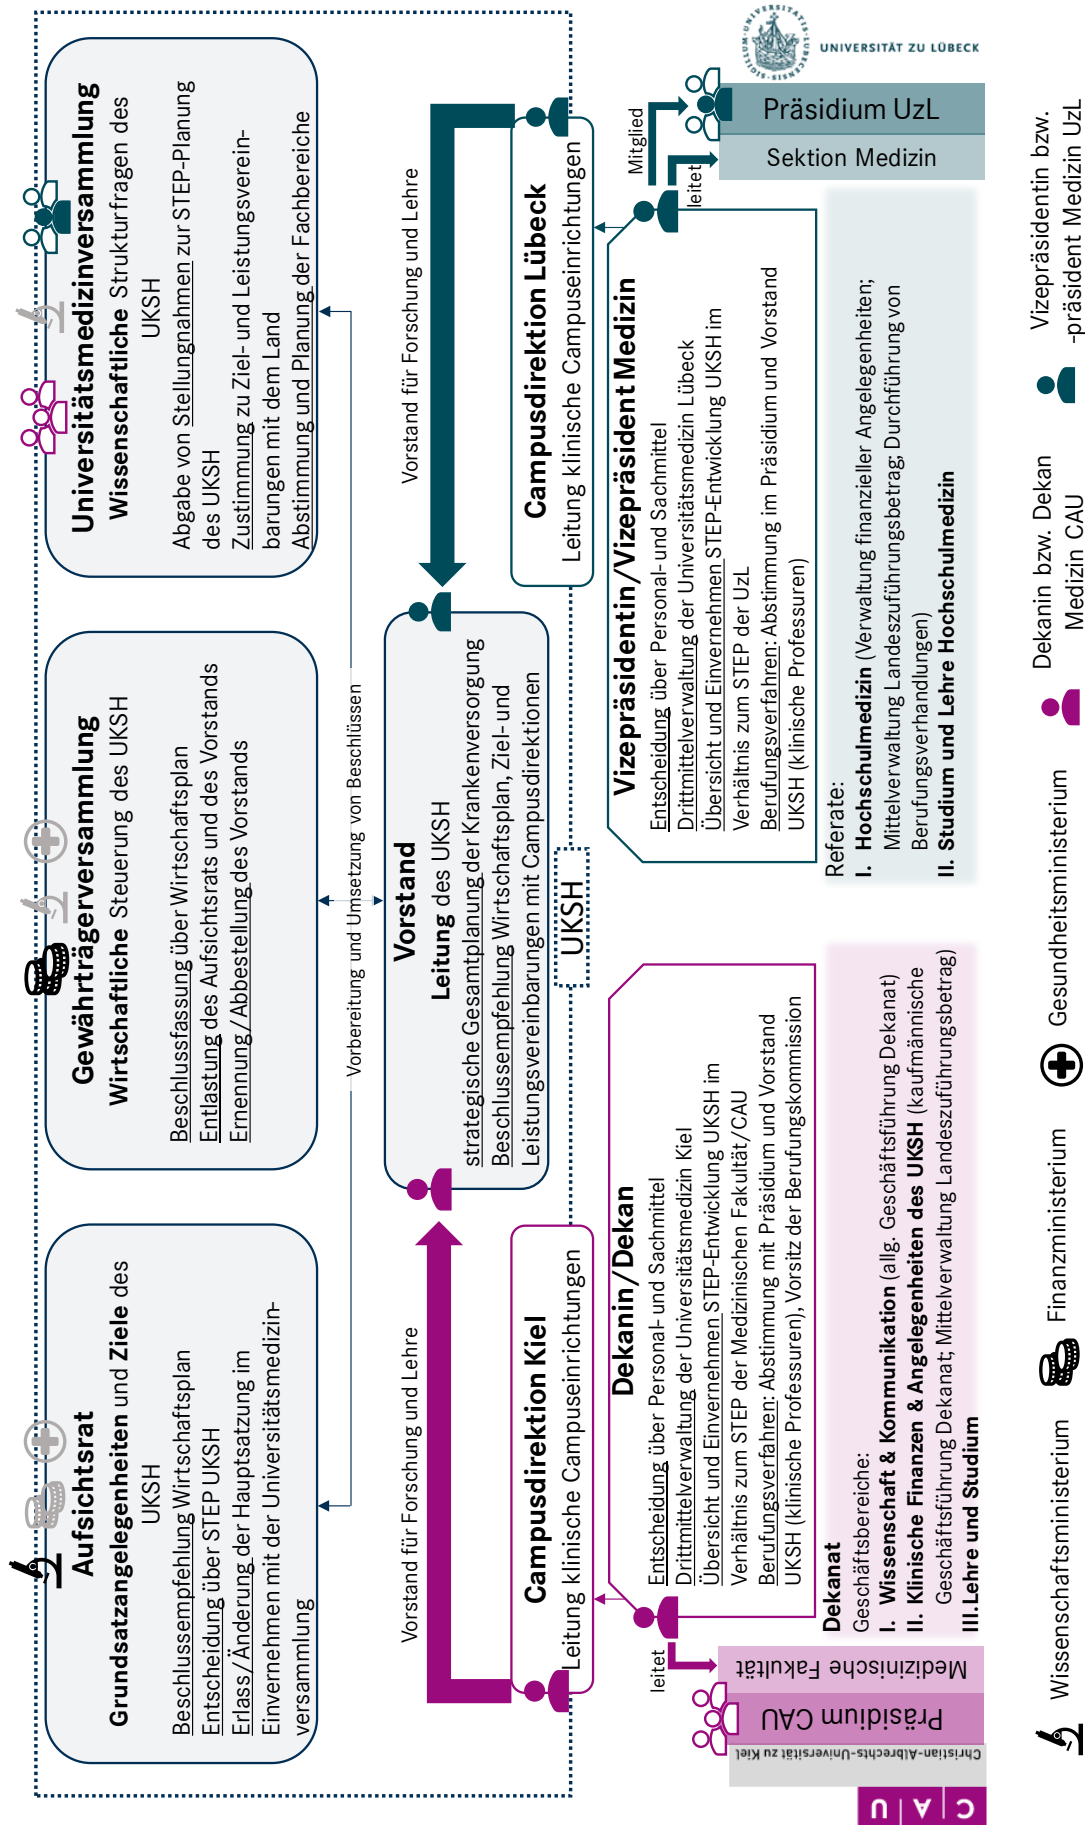 Aufsichtsrat
Grundsatzangelegenheiten und Ziele des
UKSH
Beschlussempfehlung Wirtschaftsplan
Entscheidung über STEP UKSH
Erlass/Änderung der Hauptsatzung im
Einvernehmen mit der Universitätsmedizin-
versammlung
Gewährträgerversammlung
Wirtschaftliche Steuerung des UKSH
Beschlussfassung über Wirtschaftsplan
Entlastung des Aufsichtsrats und des Vorstands
Ernennung/Abbestellung des Vorstands
Universitätsmedizinversammlung
Wissenschaftliche Strukturfragen des
UKSH
Abgabe von Stellungnahmen zur STEP-Planung
des UKSH
Zustimmung zu Ziel- und Leistungsverein-
barungen mit dem Land
Abstimmung und Planung der Fachbereiche
Vorbereitung und Umsetzung von Beschlüssen
Vorstand für Forschung und Lehre
Vorstand
Leitung des UKSH
strategische Gesamtplanung der Krankenversorgung
Beschlussempfehlung Wirtschaftsplan, Ziel- und
Leistungsvereinbarungen mit Campusdirektionen
Vorstand für Forschung und Lehre
Campusdirektion Kiel
Leitung klinische Campuseinrichtungen
UKSH
Campusdirektion Lübeck
Leitung klinische Campuseinrichtungen
Dekanin/Dekan
Entscheidung über Personal- und Sachmittel
Drittmittelverwaltung der Universitätsmedizin Kiel
Übersicht und Einvernehmen STEP-Entwicklung UKSH im
Verhältnis zum STEP der Medizinischen Fakultät/CAU
Berufungsverfahren: Abstimmung mit Präsidium und Vorstand
UKSH (klinische Professuren), Vorsitz der Berufungskommission
Vizepräsidentin/Vizepräsident Medizin
Entscheidung über Personal- und Sachmittel
Drittmittelverwaltung der Universitätsmedizin Lübeck
Übersicht und Einvernehmen STEP-Entwicklung UKSH im
Verhältnis zum STEP der UzL
Berufungsverfahren: Abstimmung im Präsidium und Vorstand
UKSH (klinische Professuren)
leitet
Medizinische Fakultät
Präsidium CAU
Christian-Albrechts-Universität zu Kiel
C A U
Mitglied
leitet
Präsidium UzL
Sektion Medizin
SIGILLUM·UNIVERSITATIS·LUBECENSIS
UNIVERSITÄT ZU LÜBECK
Dekanat
Geschäftsbereiche:
I. Wissenschaft & Kommunikation (allg. Geschäftsführung Dekanat)
II. Klinische Finanzen & Angelegenheiten des UKSH (kaufmännische
Geschäftsführung Dekanat; Mittelverwaltung Landeszuführungsbetrag)
III.Lehre und Studium
Referate:
I. Hochschulmedizin (Verwaltung finanzieller Angelegenheiten;
Mittelverwaltung Landeszuführungsbetrag; Durchführung von
Berufungsverhandlungen)
II. Studium und Lehre Hochschulmedizin
Wissenschaftsministerium
Finanzministerium
Gesundheitsministerium
Dekanin bzw. Dekan
Medizin CAU
Vizepräsidentin bzw.
-präsident Medizin UzL